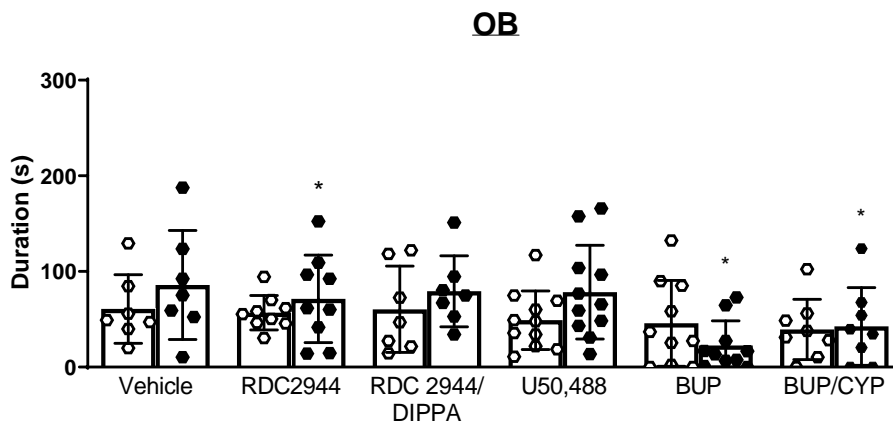 OB
300
200
100
0
Duration (s)
*
*
*
Vehicle RDC2944 RDC 2944/ U50,488 BUP BUP/CYP
DIPPA